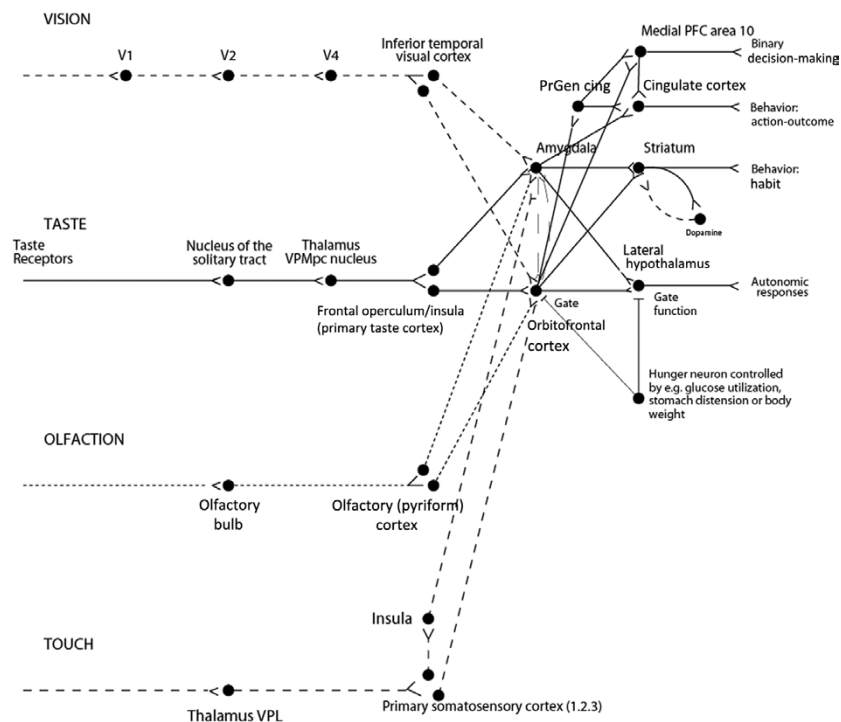 VISION
V1
V2
V4
Inferior temporal
visual cortex
Medial PFC area 10
Binary
decision-making
PrGen cing
Cingulate cortex
Behavior:
action-outcome
Amygdala
Striatum
Behavior:
habit
Dopamine
TASTE
Taste
Receptors
Nucleus of the
solitary tract
Thalamus
VPMpc nucleus
Frontal operculum/insula
(primary taste cortex)
Gate
Orbitofrontal
cortex
Lateral
hypothalamus
Gate
function
Autonomic
responses
Hunger neuron controlled
by e.g. glucose utilization,
stomach distension or body
weight
OLFACTION
Olfactory
bulb
Olfactory (pyriform)
cortex
TOUCH
Insula
Thalamus VPL
Primary somatosensory cortex (1.2.3)